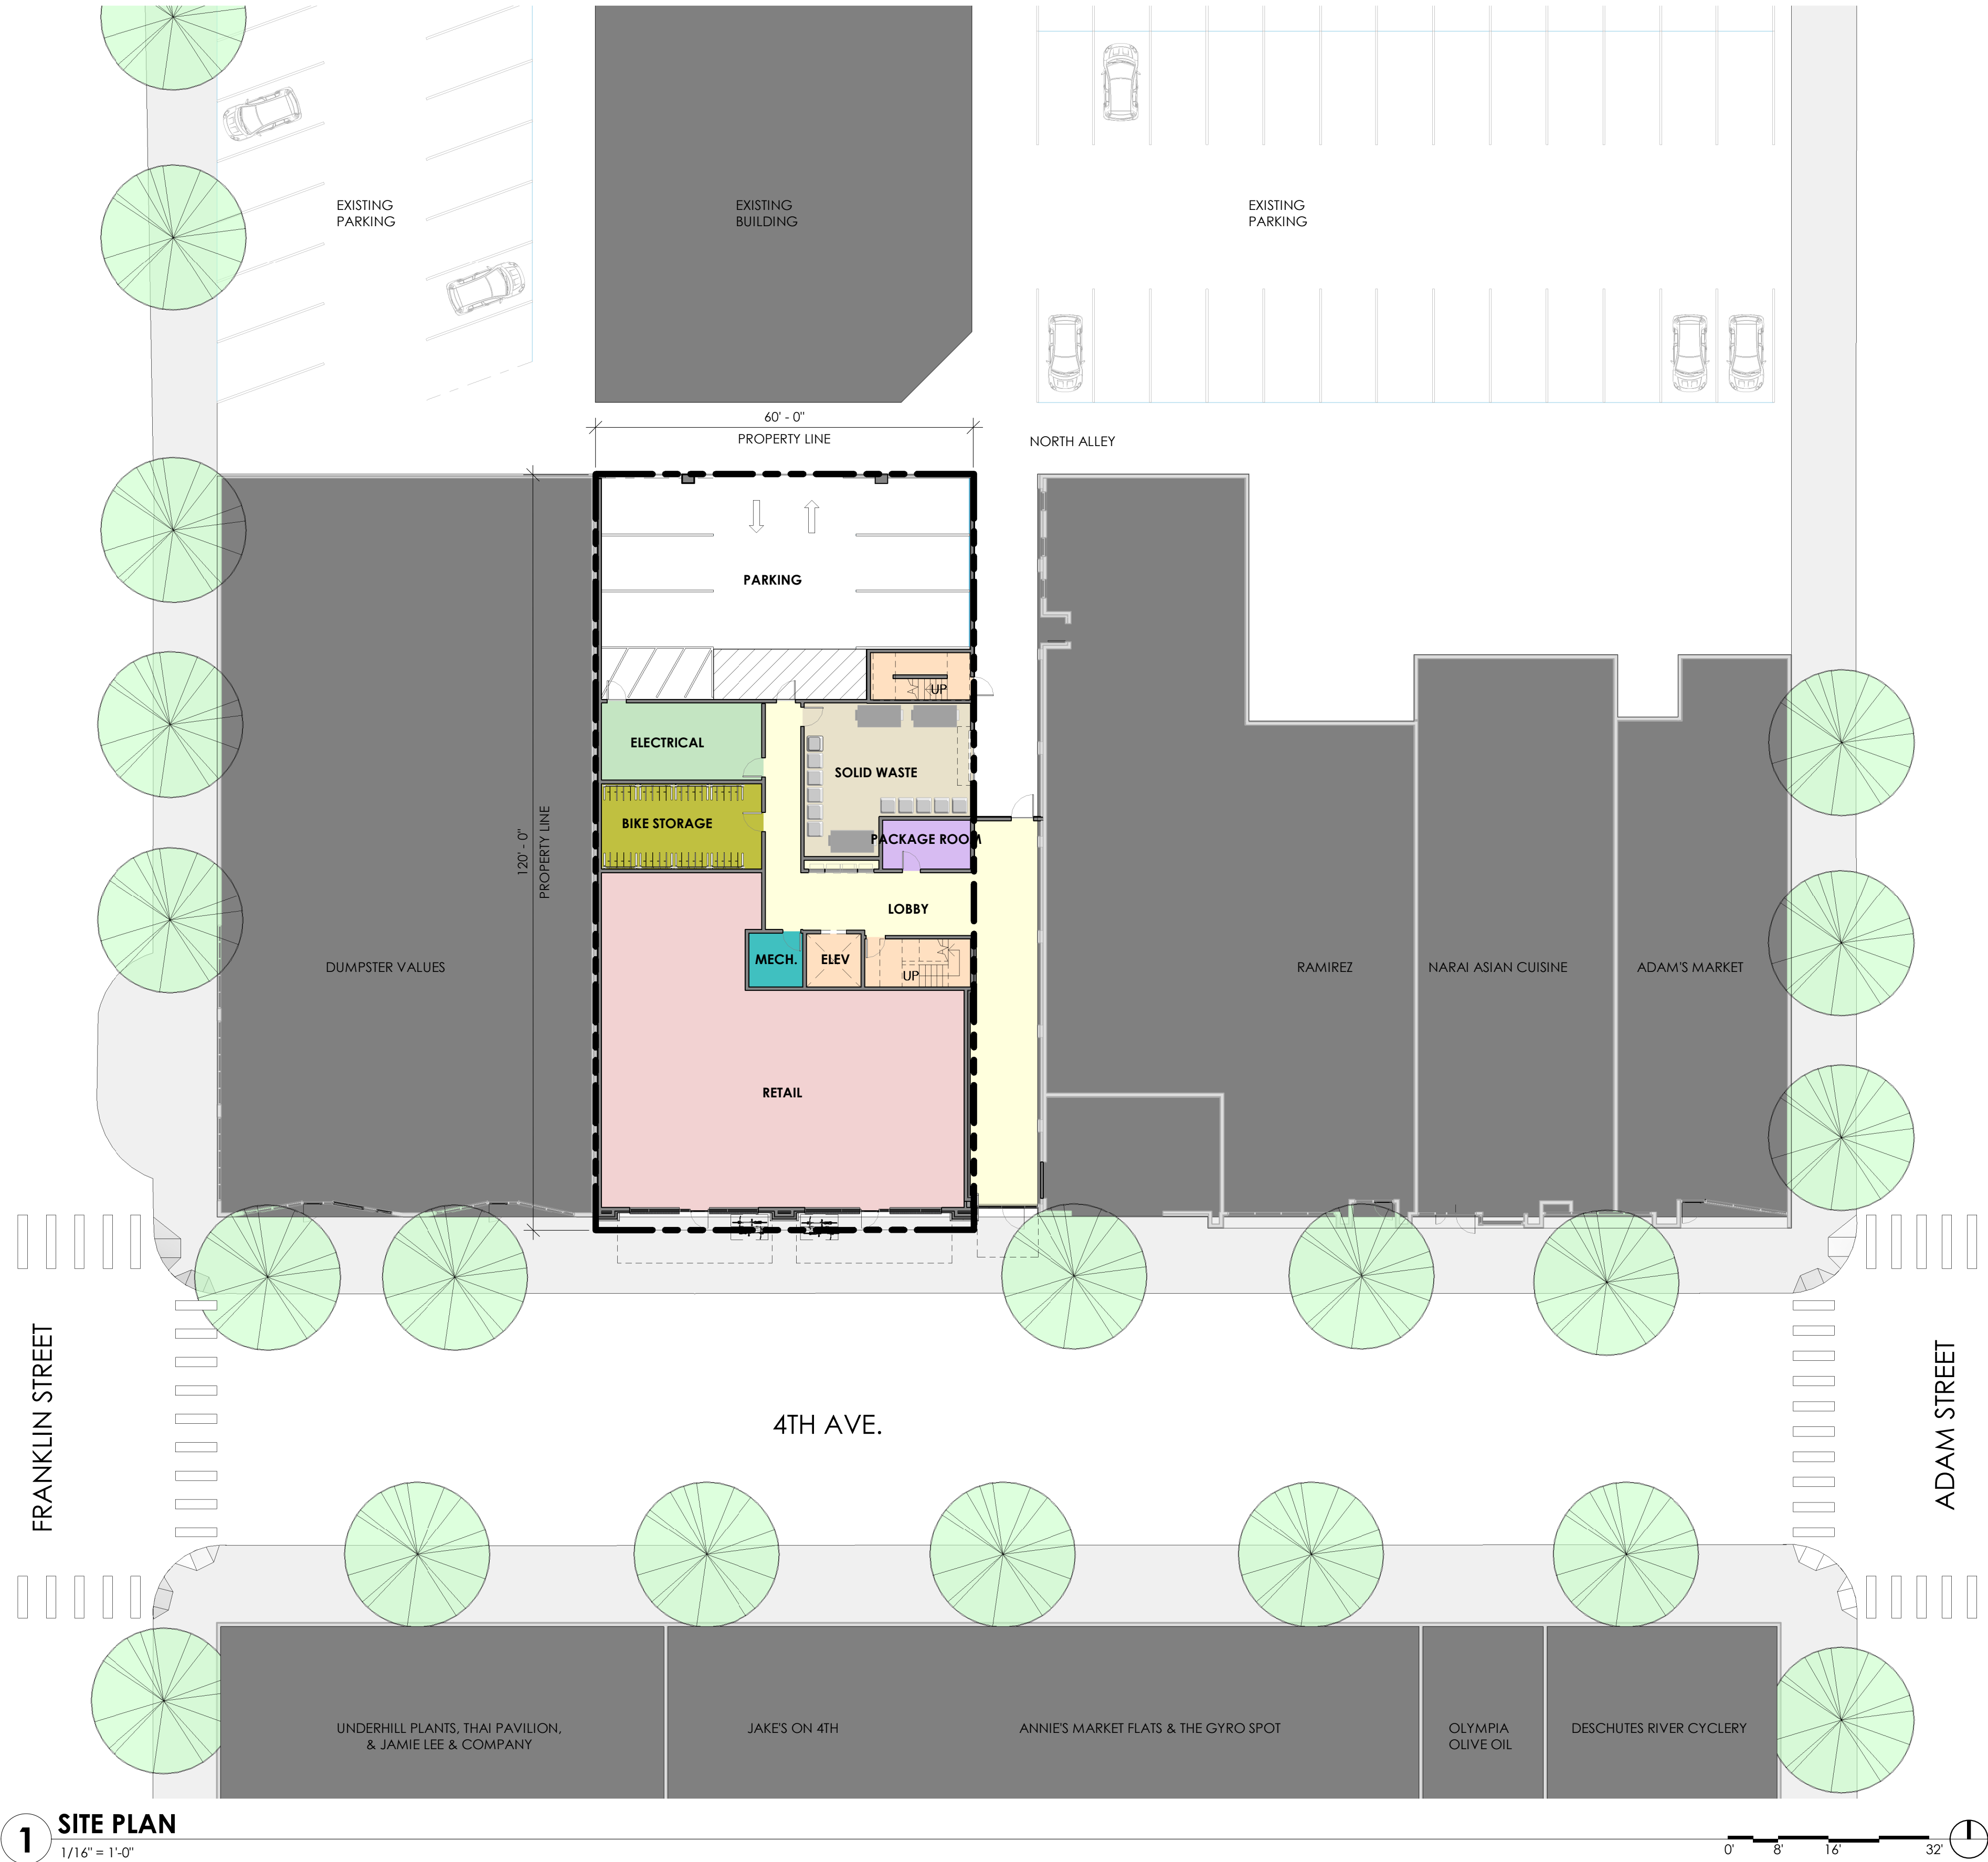 EXISTING
PARKING
EXISTING
BUILDING
EXISTING
PARKING
60' - 0"
PROPERTY LINE
NORTH ALLEY
PARKING
UP
ELECTRICAL
SOLID WASTE
BIKE STORAGE
PACKAGE ROOM
120' - 0"
PROPERTY LINE
LOBBY
MECH.
ELEV
UP
DUMPSTER VALUES
RAMIREZ
NARAI ASIAN CUISINE
ADAM'S MARKET
RETAIL
FRANKLIN STREET
4TH AVE.
ADAM STREET
UNDERHILL PLANTS, THAI PAVILION,
& JAMIE LEE & COMPANY
JAKE'S ON 4TH
ANNIE'S MARKET FLATS & THE GYRO SPOT
OLYMPIA
OLIVE OIL
DESCHUTES RIVER CYCLERY
1
SITE PLAN
1/16" = 1'-0"
0'
8'
16'
32'